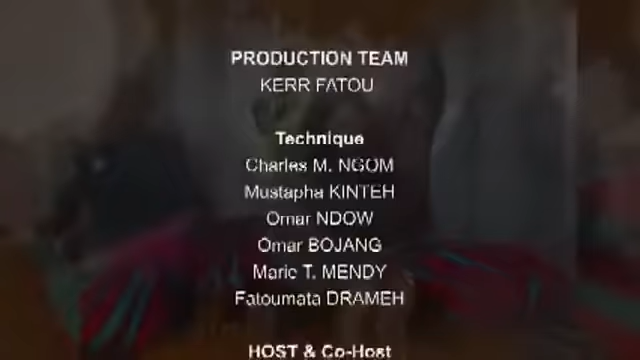 PRODUCTION TEAM
KERR FATOU
Technique
Charles M. NGOM
Mustapha KINTEH
Omar NDOW
Omar BOJANG
Marie T. MENDY
Fatoumata DRAMEH
HOST & Co-Host